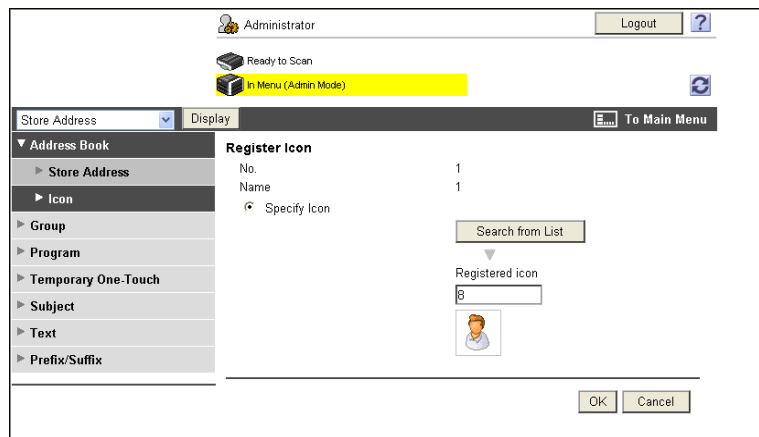 Administrator
Logout
?
Ready to Scan
In Menu (Admin Mode)
Store Address
Display
To Main Menu
Address Book
Store Address
Icon
Group
Program
Temporary One-Touch
Subject
Text
Prefix/Suffix
Register Icon
No. 1
Name 1
Specify Icon
Search from List
Registered icon
8
OK Cancel